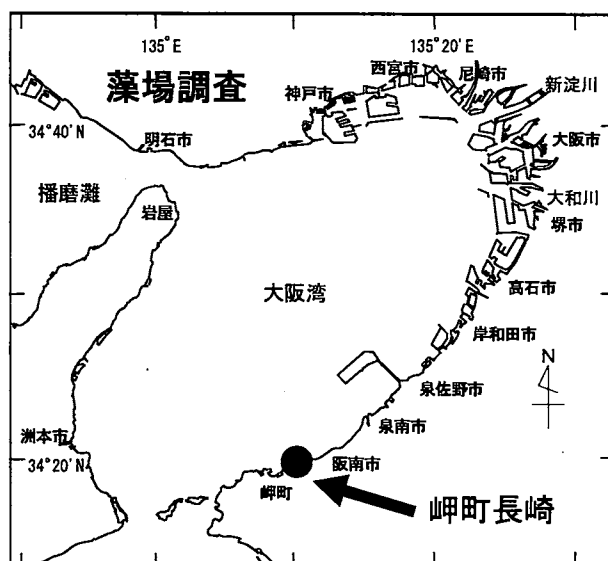 135°E
135°20'E
藻場調査
西宮市
尼崎市
新淀川
神戸市
34°40'N
明石市
大阪市
播磨灘
大和川
岩屋
堺市
大阪湾
高石市
岸和田市
N
泉佐野市
泉南市
洲本市
34°20'N
阪南市
岬町
岬町長崎